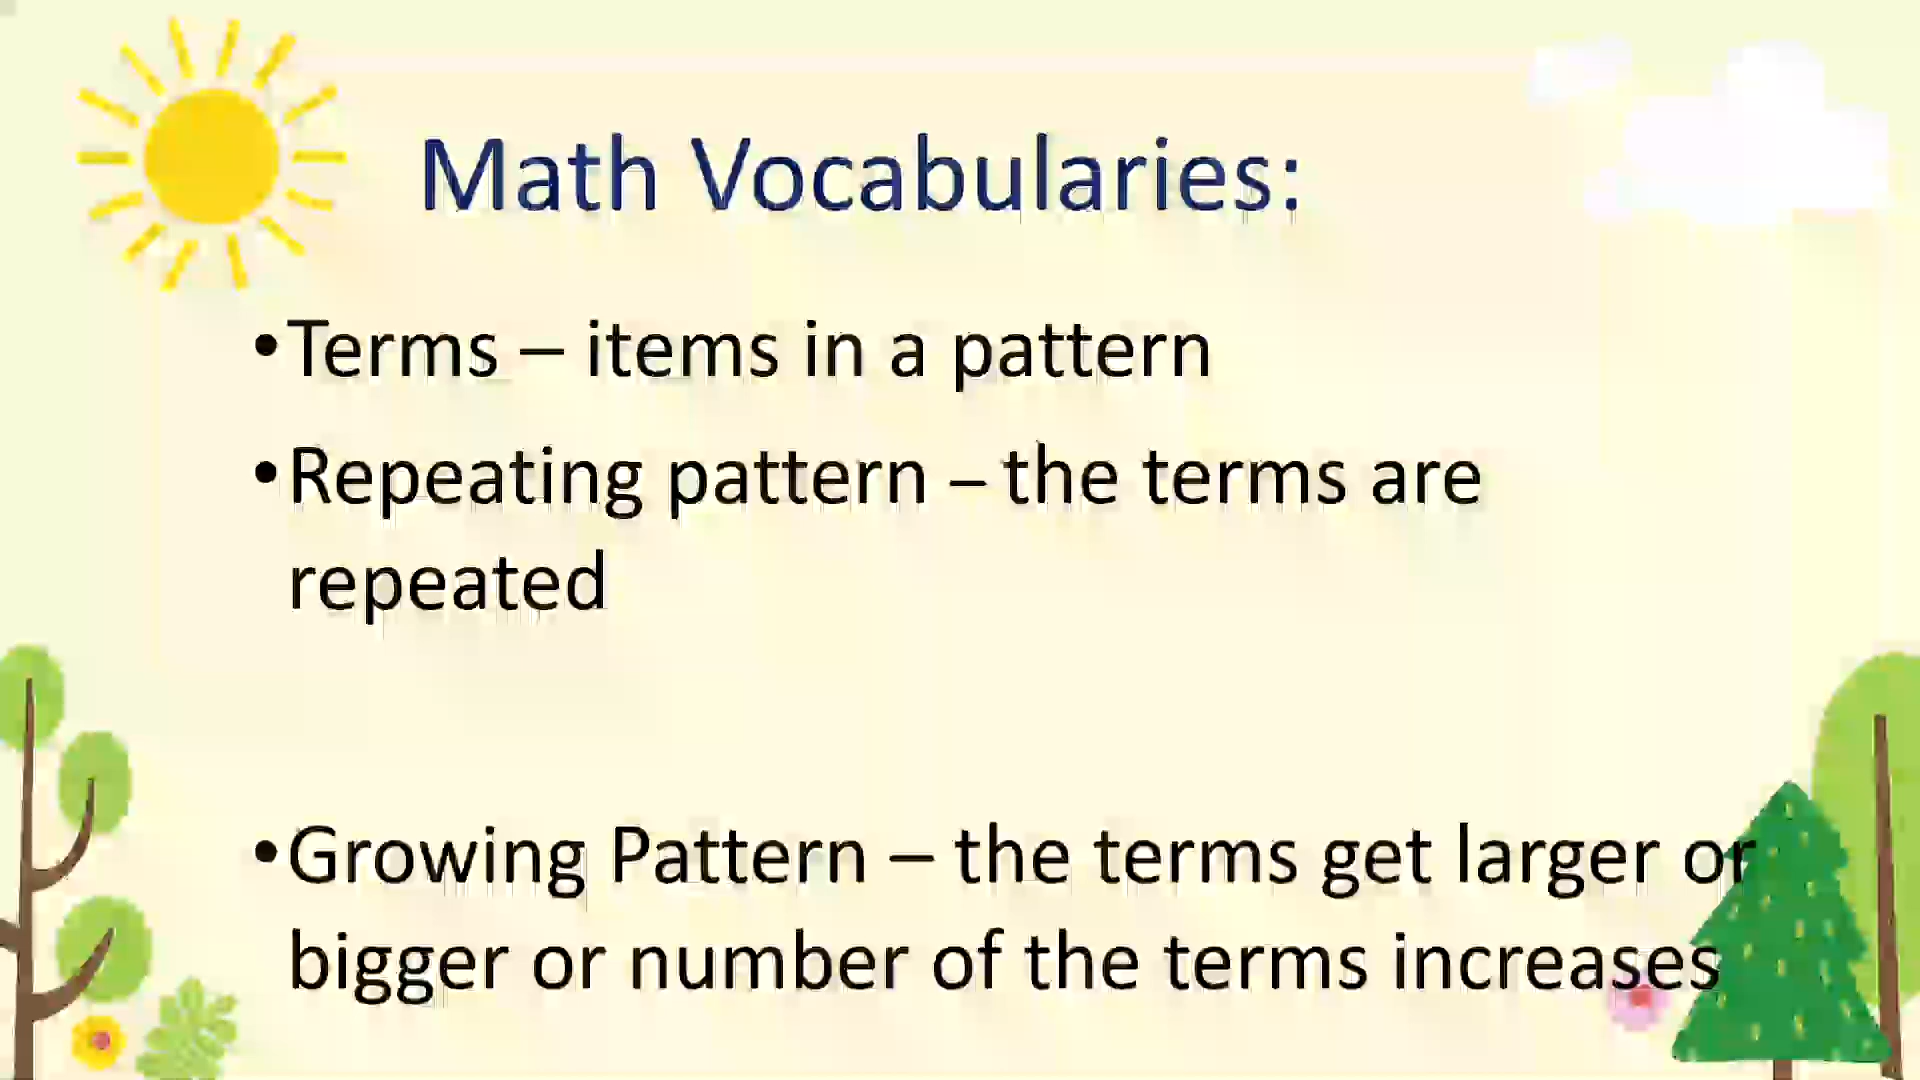 Math Vocabularies:
•Terms – items in a pattern
•Repeating pattern – the terms are
repeated
•Growing Pattern – the terms get larger or
bigger or number of the terms increases